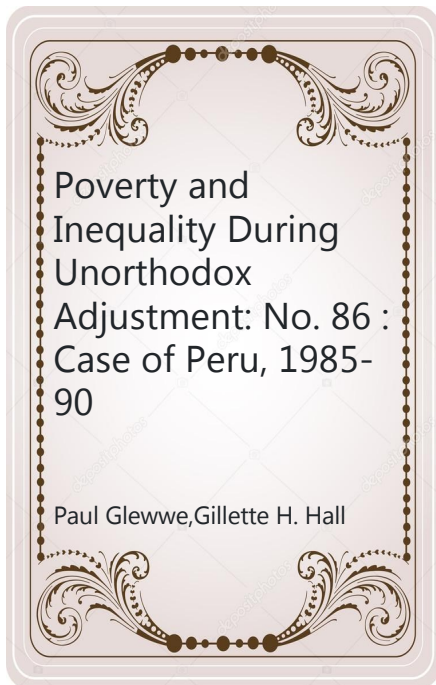 Poverty and
Inequality During
Unorthodox
Adjustment: No. 86 :
Case of Peru, 1985-
90
Paul Glewwe,Gillette H. Hall